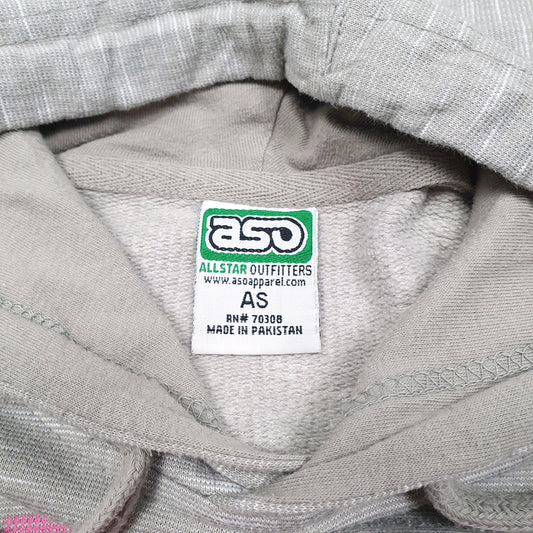 aso
ALLSTAR OUTFITTERS
www.asoapparel.com
AS
RN# 70308
MADE IN PAKISTAN